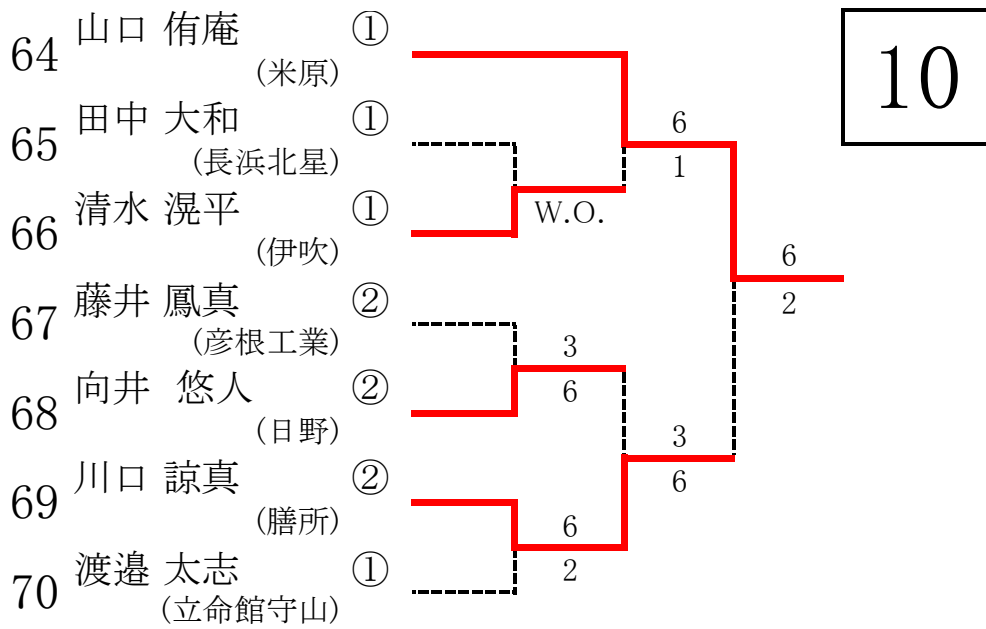 10
64 山口 侑庵 ①
(米原)
65 田中 大和 ①
(長浜北星)
66 清水 滉平 ①
(伊吹)
67 藤井 鳳真 ②
(彦根工業)
68 向井 悠人 ②
(日野)
69 川口 諒真 ②
(膳所)
70 渡邉 太志 ①
(立命館守山)
W.O.
3
6
6
2
6
1
3
6
6
2